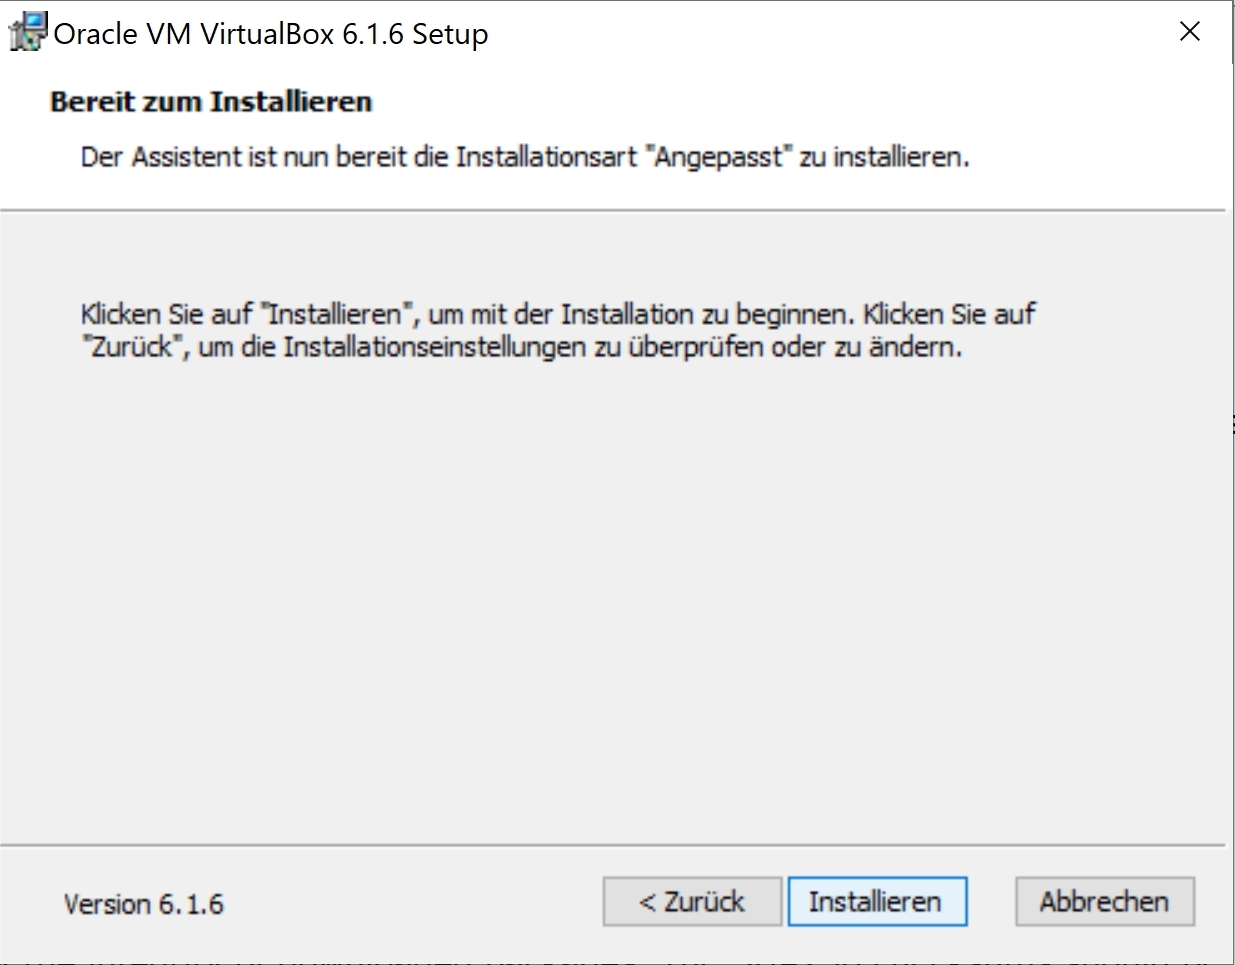 Oracle VM VirtualBox 6.1.6 Setup
Bereit zum Installieren
Der Assistent ist nun bereit die Installationsart "Angepasst" zu installieren.
Klicken Sie auf "Installieren", um mit der Installation zu beginnen. Klicken Sie auf
"Zurück", um die Installationseinstellungen zu überprüfen oder zu ändern.
Version 6.1.6
< Zurück
Installieren
Abbrechen